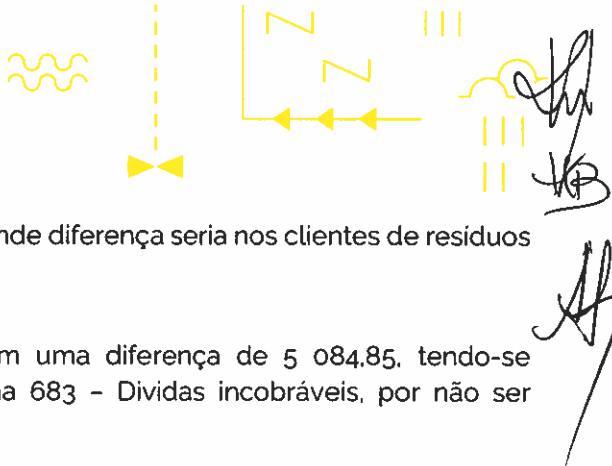 nde diferença seria nos clientes de resíduos
m uma diferença de 5 084,85, tendo-se
a 683 – Dividas incobráveis, por não ser